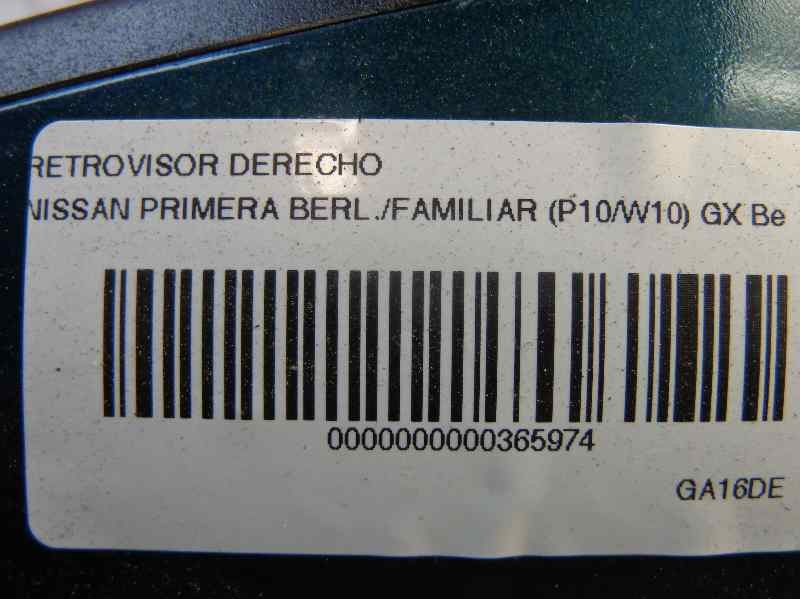 RETROVISOR DERECHO
NISSAN PRIMERA BERL./FAMILIAR (P10/W10) GX Be
0000000000365974
GA16DE